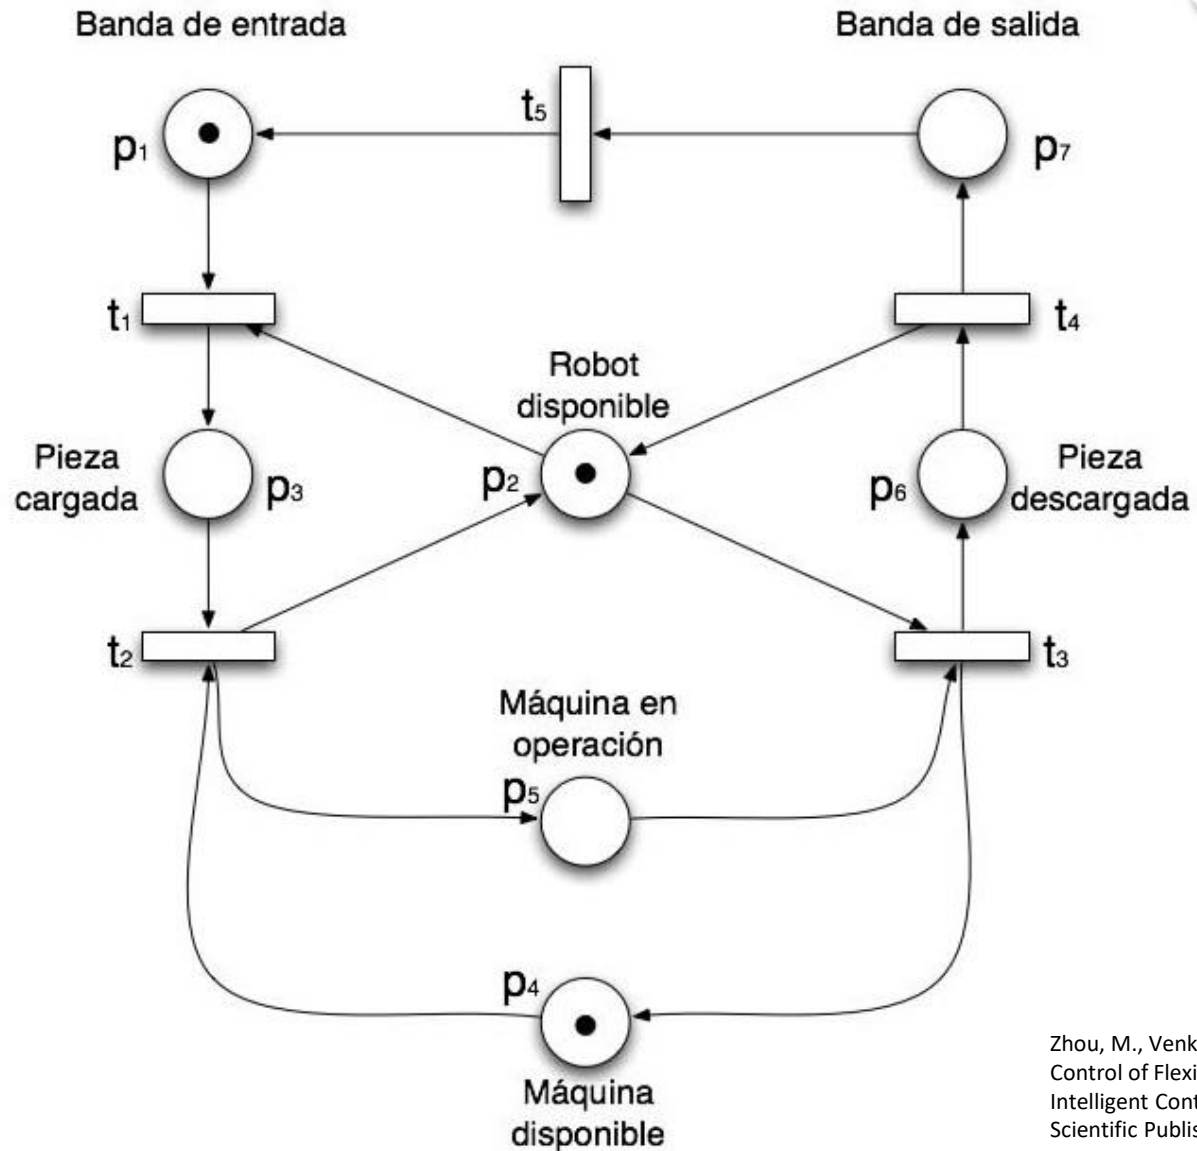 Banda de entrada
Banda de salida
t5
p1
p7
t1
t4
Robot
disponible
Pieza
cargada
p3
p2
p6
Pieza
descargada
t2
t3
Máquina en
operación
p5
p4
Máquina
disponible
Zhou, M., Venk
Control of Flexi
Intelligent Cont
Scientific Publis